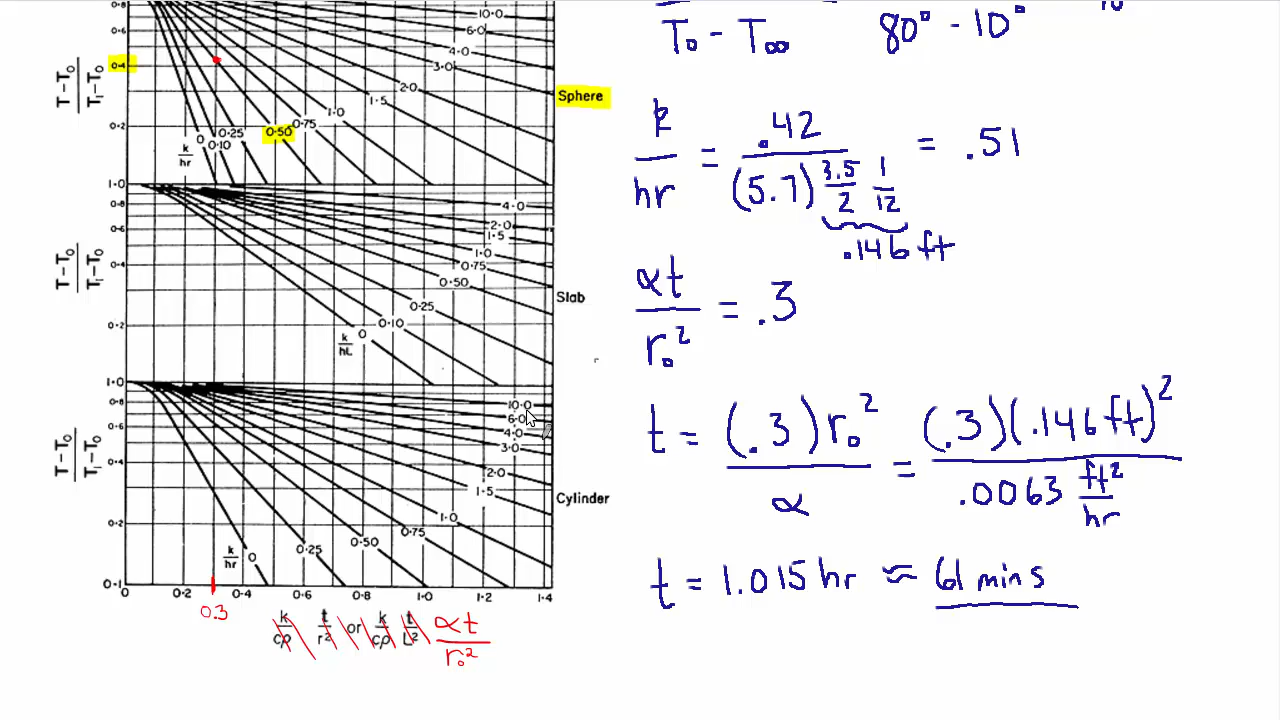 0·8
0·6
0·4
0·2
T-T₀
T₁-T₀
k
hr
0
0·10
0·25
0·50
0·75
1·0
1·5
2·0
3·0
4·0
6·0
10·0
Sphere
1·0
0·8
0·6
0·4
0·2
T-T₀
T₁-T₀
k
hL
0
0·10
0·25
0·50
0·75
1·0
1·5
2·0
4·0
Slab
1·0
0·8
0·6
0·4
0·2
0·1
T-T₀
T₁-T₀
k
hr
0
0·25
0·50
0·75
1·0
1·5
2·0
3·0
4·0
6·0
10·0
Cylinder
0 0·2 0·4 0·6 0·8 1·0 1·2 1·4
0.3
k t or k t αt
cρ r² cρ L² r₀²
T₀ - T∞ 80° - 10°
k/hr = .42/((5.7) 3.5/2 1/12) = .51
.146 ft
αt/r₀² = .3
t = (.3)r₀²/α = (.3)(.146 ft)²/.0063 ft²/hr
t = 1.015 hr ≈ 61 mins